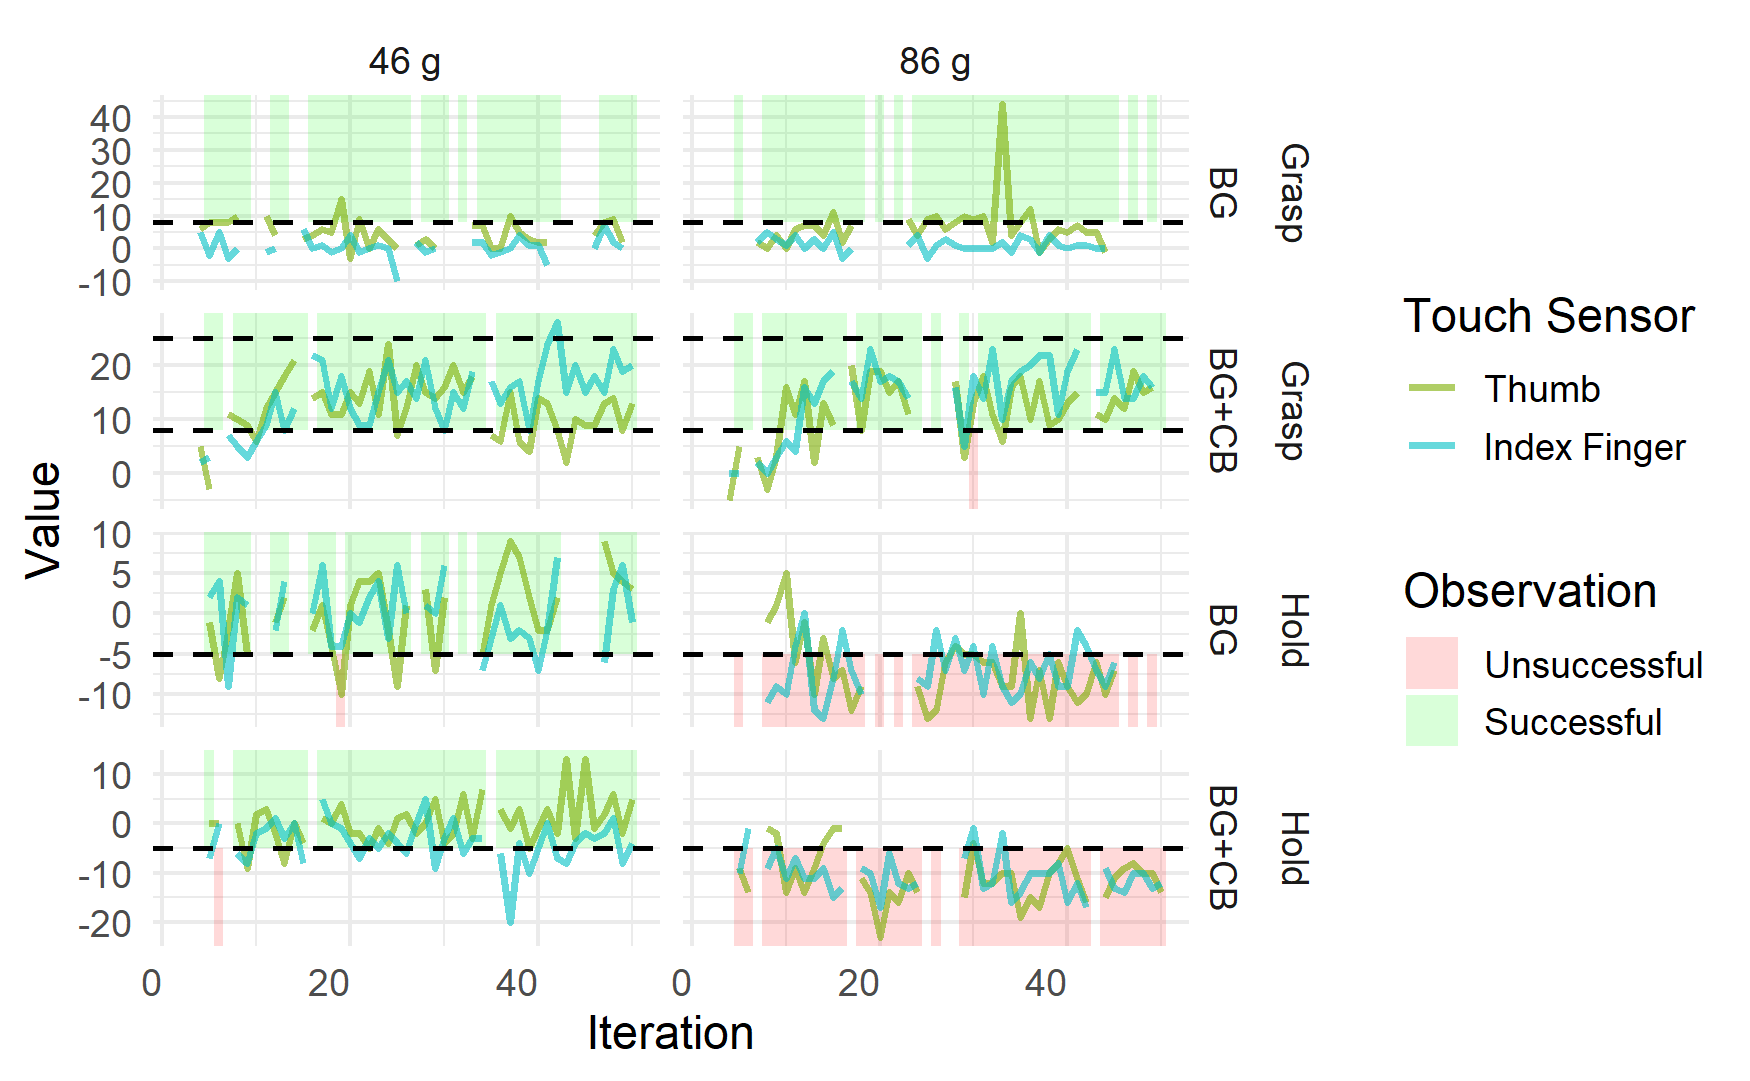 46 g
86 g
40
30
20
10
0
-10
BG
Grasp
20
10
0
BG+CB
Grasp
10
5
0
-5
-10
BG
Hold
10
0
-10
-20
BG+CB
Hold
0
20
40
0
20
40
Iteration
Value
Touch Sensor
Thumb
Index Finger
Observation
Unsuccessful
Successful